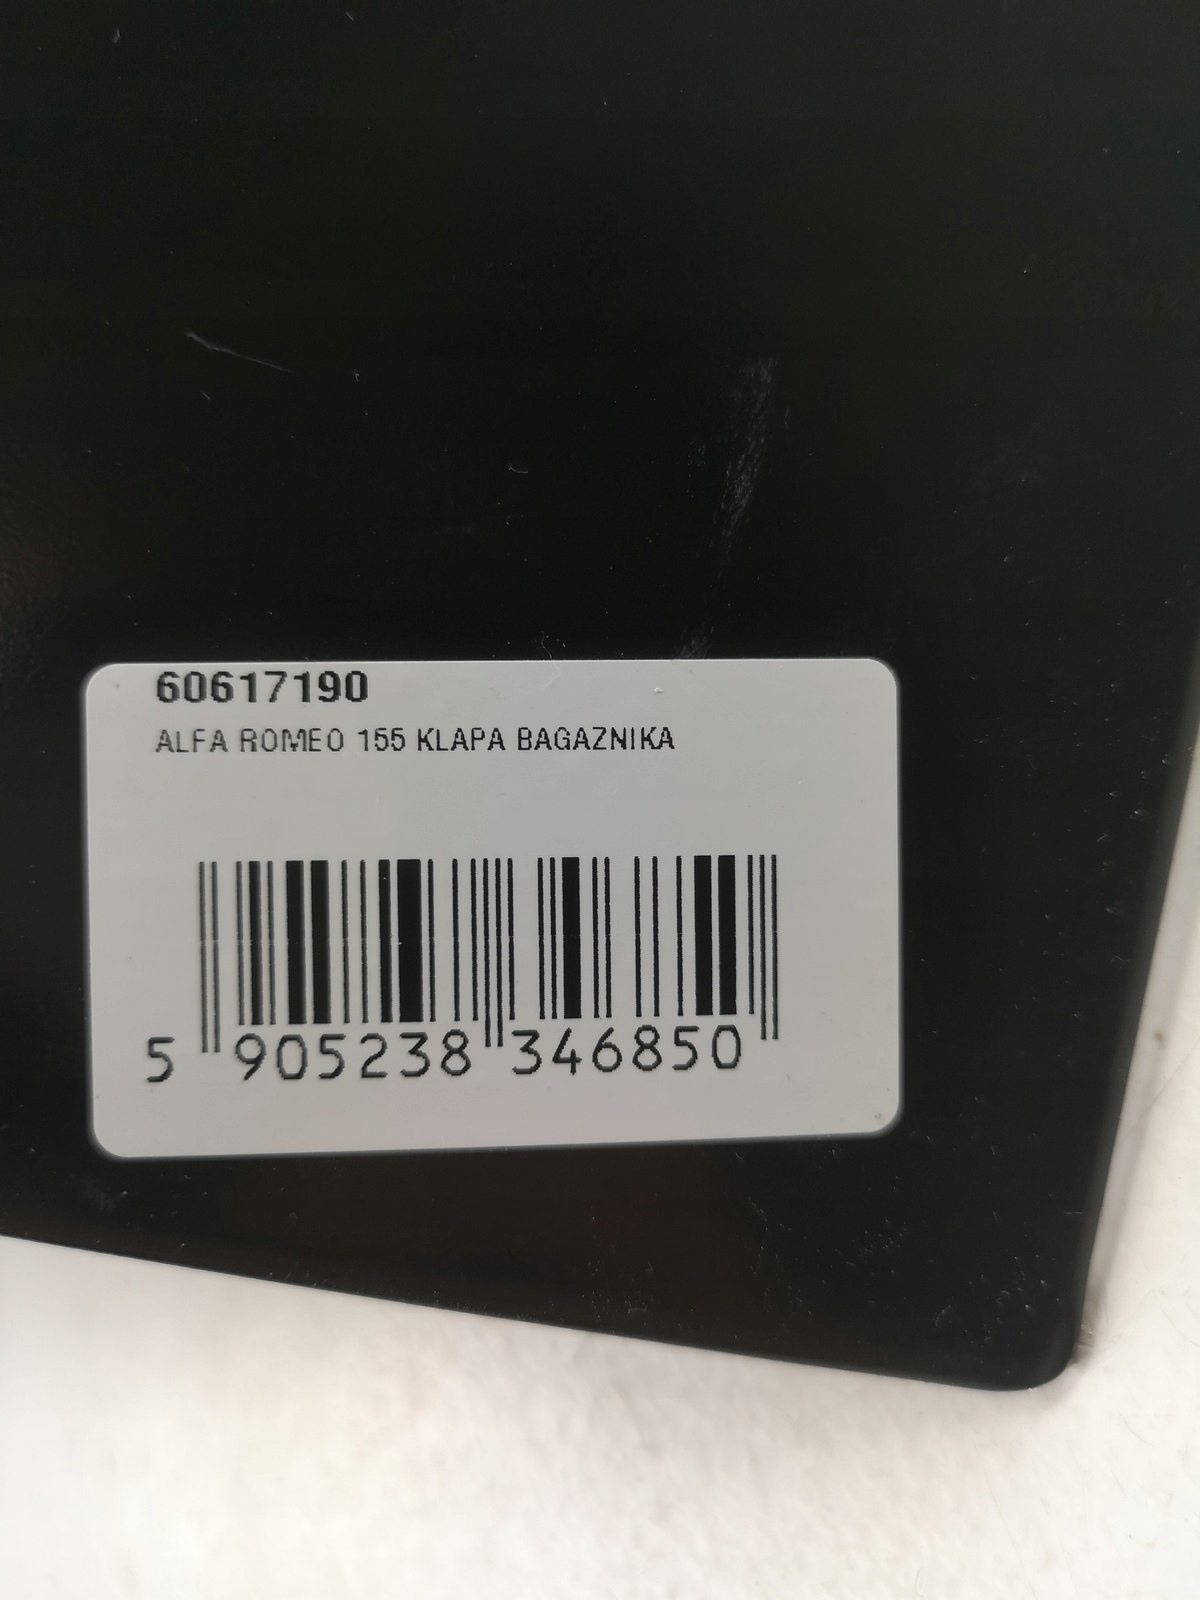 60617190
ALFA ROMEO 155 KLAPA BAGAZNIKA
5 905238 346850